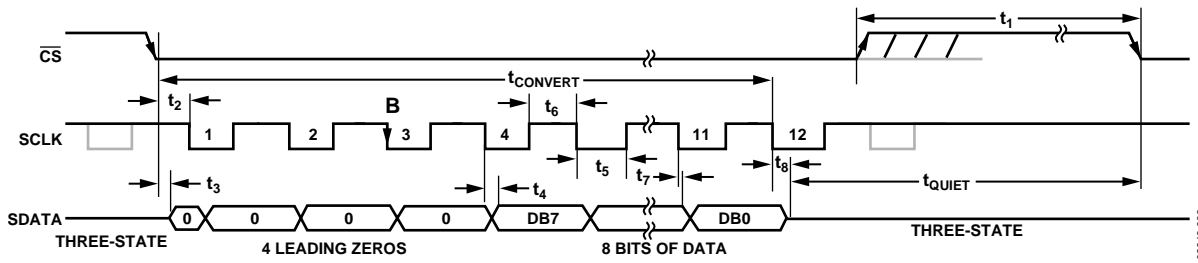 t1
CS
tCONVERT
t2
B
t6
SCLK
1
2
3
4
11
12
t5
t8
t3
t4
t7
tQUIET
SDATA
0
0
0
0
DB7
DB0
THREE-STATE
4 LEADING ZEROS
8 BITS OF DATA
THREE-STATE